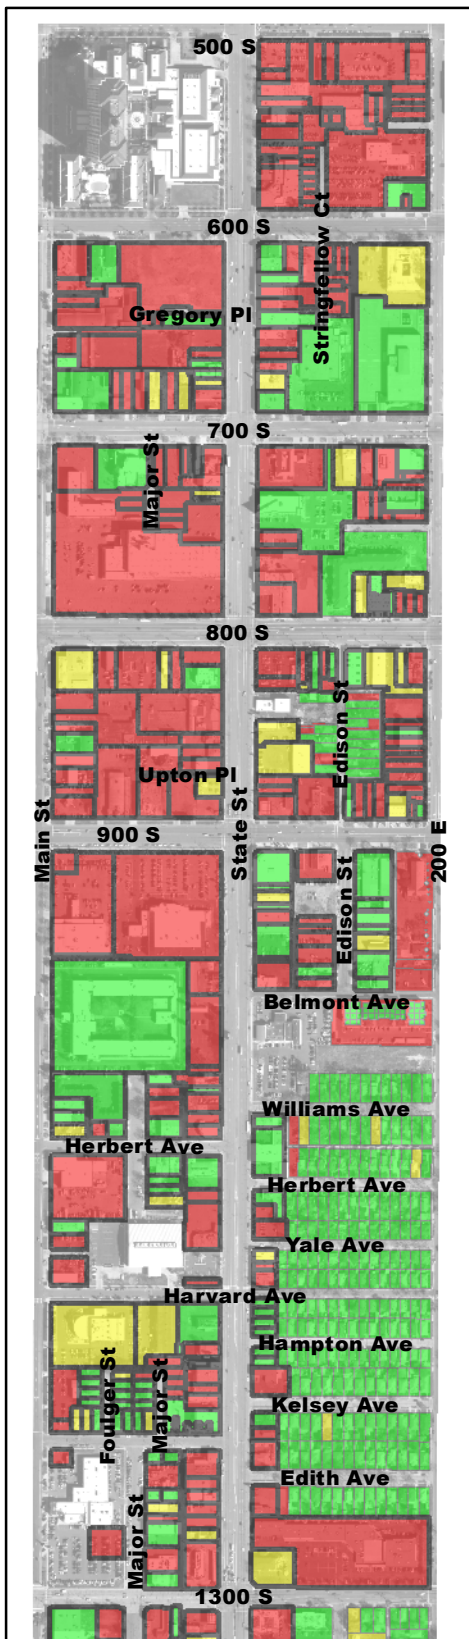 500 S
Stringfellow Ct
600 S
Gregory Pl
700 S
Major St
800 S
Edison St
Upton Pl
Main St
State St
900 S
200 E
Edison St
Belmont Ave
Williams Ave
Herbert Ave
Herbert Ave
Yale Ave
Harvard Ave
Hampton Ave
Foulger St
Major St
Kelsey Ave
Edith Ave
Major St
1300 S